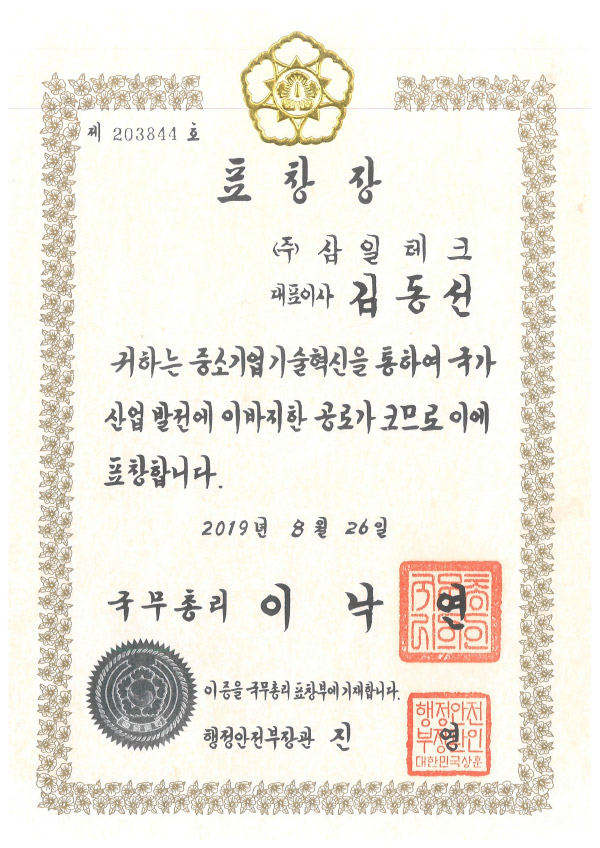 제 203844 호
표창장
(주) 삼일테크
대표이사 김동선
귀하는 중소기업기술혁신을 통하여 국가
산업 발전에 이바지한 공로가 크므로 이에
표창합니다.
2019년 8월 26일
국무총리 이낙연
이 증을 국무총리 표창부에 기재합니다.
행정안전부장관 진영
행정안전
부장관인
대한민국상훈